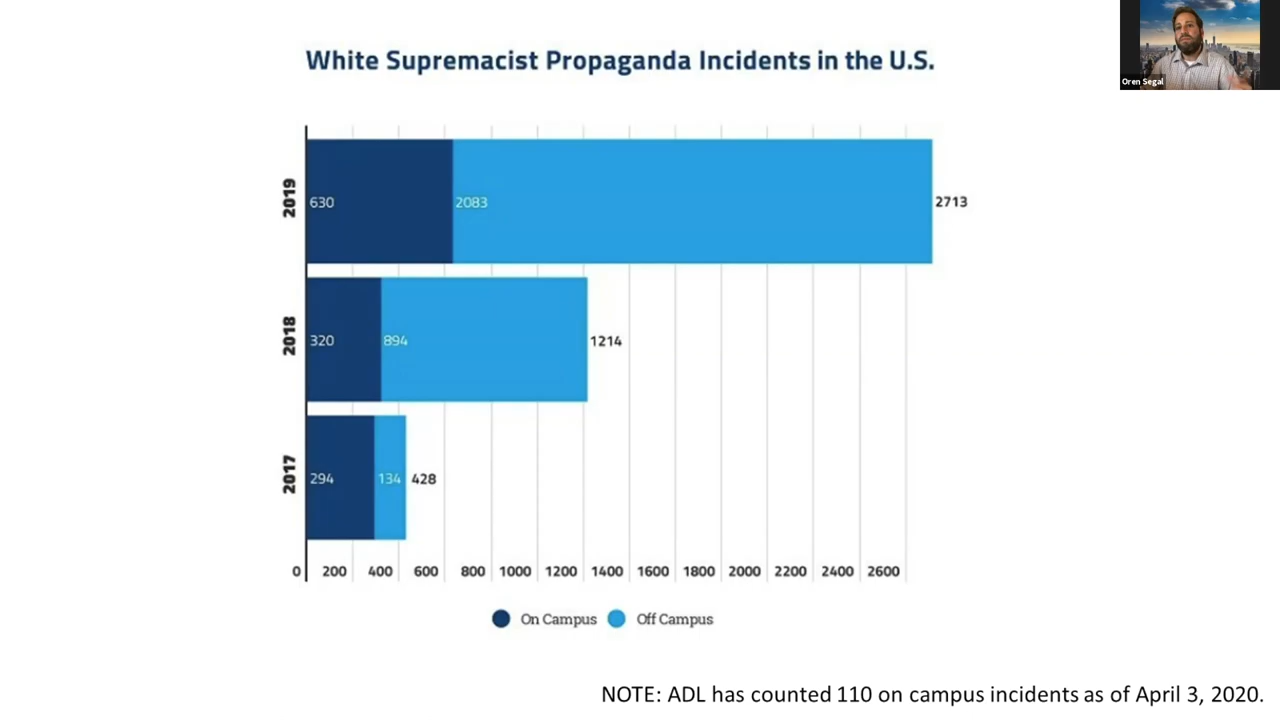 White Supremacist Propaganda Incidents in the U.S.
Oren Segal
2019
630
2083
2713
2018
320
894
1214
2017
294
134
428
0 200 400 600 800 1000 1200 1400 1600 1800 2000 2200 2400 2600
On Campus Off Campus
NOTE: ADL has counted 110 on campus incidents as of April 3, 2020.